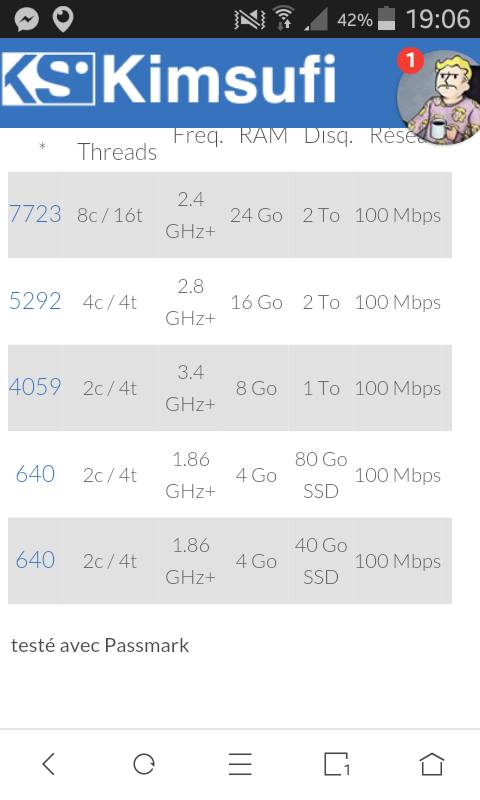 42% 19:06
KS Kimsufi
1
* Threads Freq. RAM Disq.
7723 8c / 16t 2.4 GHz+ 24 Go 2 To 100 Mbps
5292 4c / 4t 2.8 GHz+ 16 Go 2 To 100 Mbps
4059 2c / 4t 3.4 GHz+ 8 Go 1 To 100 Mbps
640 2c / 4t 1.86 GHz+ 4 Go 80 Go SSD 100 Mbps
640 2c / 4t 1.86 GHz+ 4 Go 40 Go SSD 100 Mbps
testé avec Passmark
1